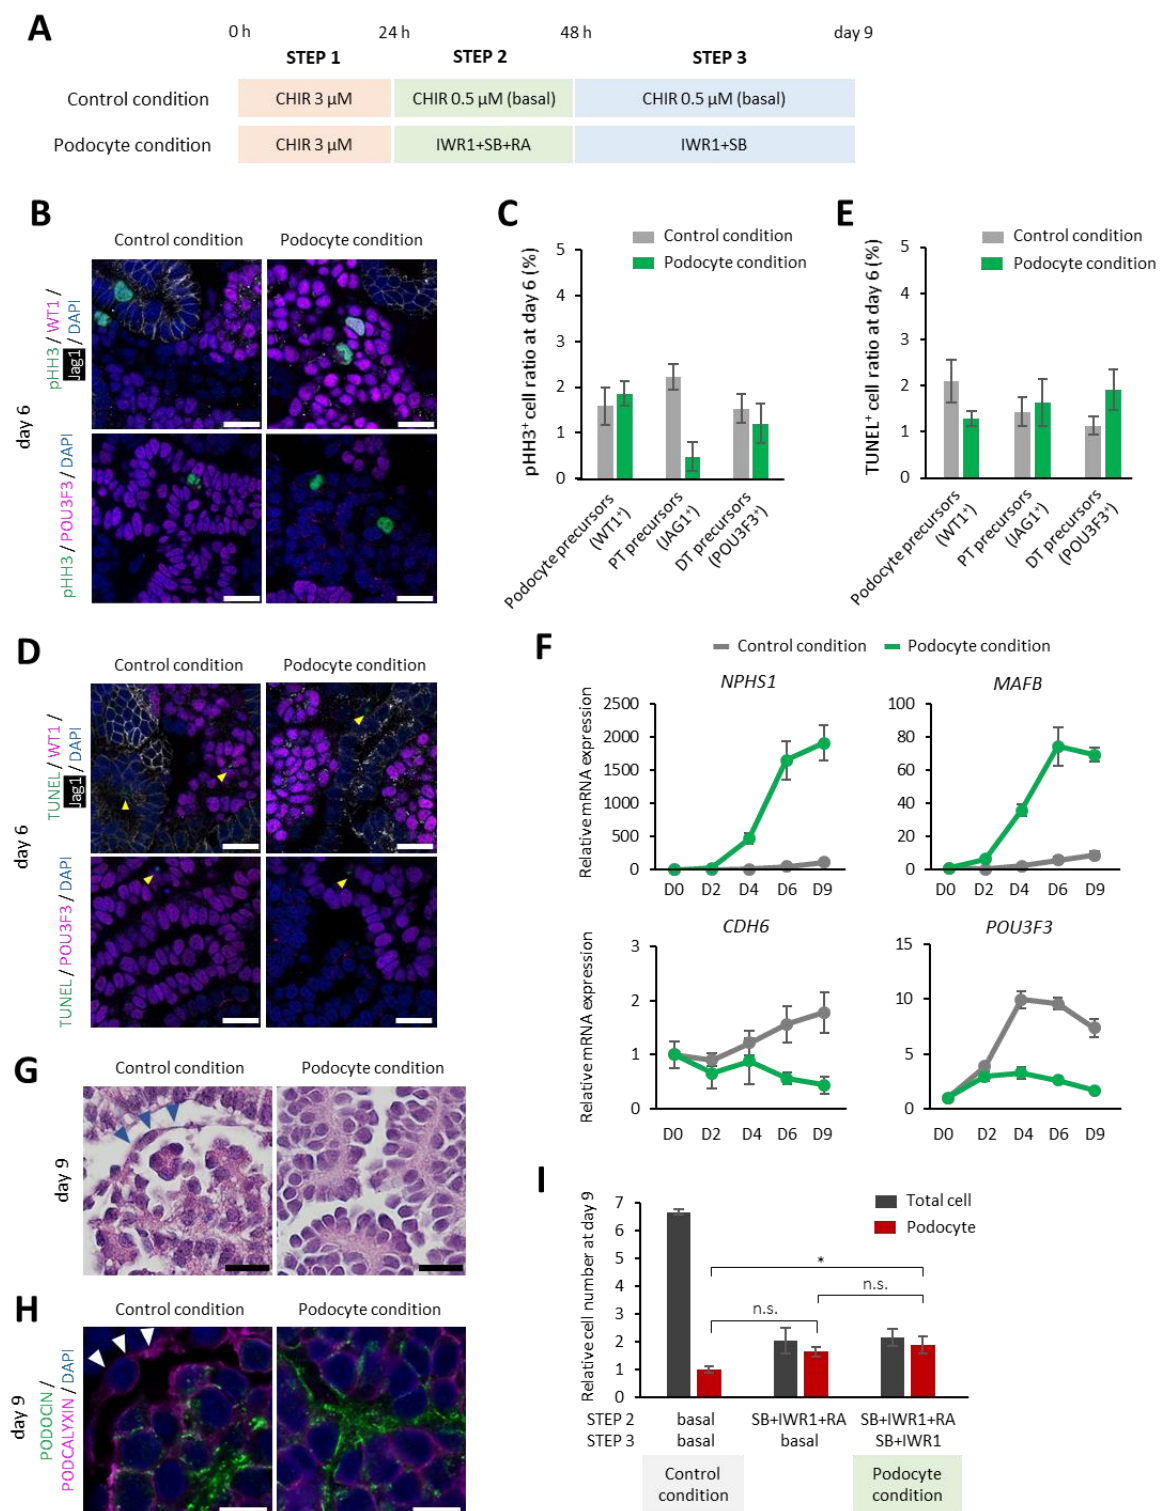 A
0 h
24 h
48 h
day 9
STEP 1
STEP 2
STEP 3
Control condition
CHIR 3 µM
CHIR 0.5 µM (basal)
CHIR 0.5 µM (basal)
Podocyte condition
CHIR 3 µM
IWR1+SB+RA
IWR1+SB
B
Control condition
Podocyte condition
day 6
pHH3 / WT1 /
Jag1 / DAPI
pHH3 / POU3F3 / DAPI
C
Control condition
Podocyte condition
pHH3⁺ cell ratio at day 6 (%)
5
4
3
2
1
0
Podocyte precursors
(WT1⁺)
PT precursors
(JAG1⁺)
DT precursors
(POU3F3⁺)
E
Control condition
Podocyte condition
TUNEL⁺ cell ratio at day 6 (%)
5
4
3
2
1
0
Podocyte precursors
(WT1⁺)
PT precursors
(JAG1⁺)
DT precursors
(POU3F3⁺)
D
Control condition
Podocyte condition
day 6
TUNEL / WT1 /
Jag1 / DAPI
TUNEL / POU3F3 / DAPI
F
Control condition
Podocyte condition
NPHS1
Relative mRNA expression
2500
2000
1500
1000
500
0
D0 D2 D4 D6 D9
MAFB
100
80
60
40
20
0
D0 D2 D4 D6 D9
CDH6
Relative mRNA expression
3
2
1
0
D0 D2 D4 D6 D9
POU3F3
15
10
5
0
D0 D2 D4 D6 D9
G
Control condition
Podocyte condition
day 9
H
Control condition
Podocyte condition
day 9
PODOCIN /
PODCALYXIN / DAPI
I
Relative cell number at day 9
7
6
5
4
3
2
1
0
Total cell
Podocyte
*
n.s.
n.s.
STEP 2
basal
SB+IWR1+RA
SB+IWR1+RA
STEP 3
basal
basal
SB+IWR1
Control
condition
Podocyte
condition